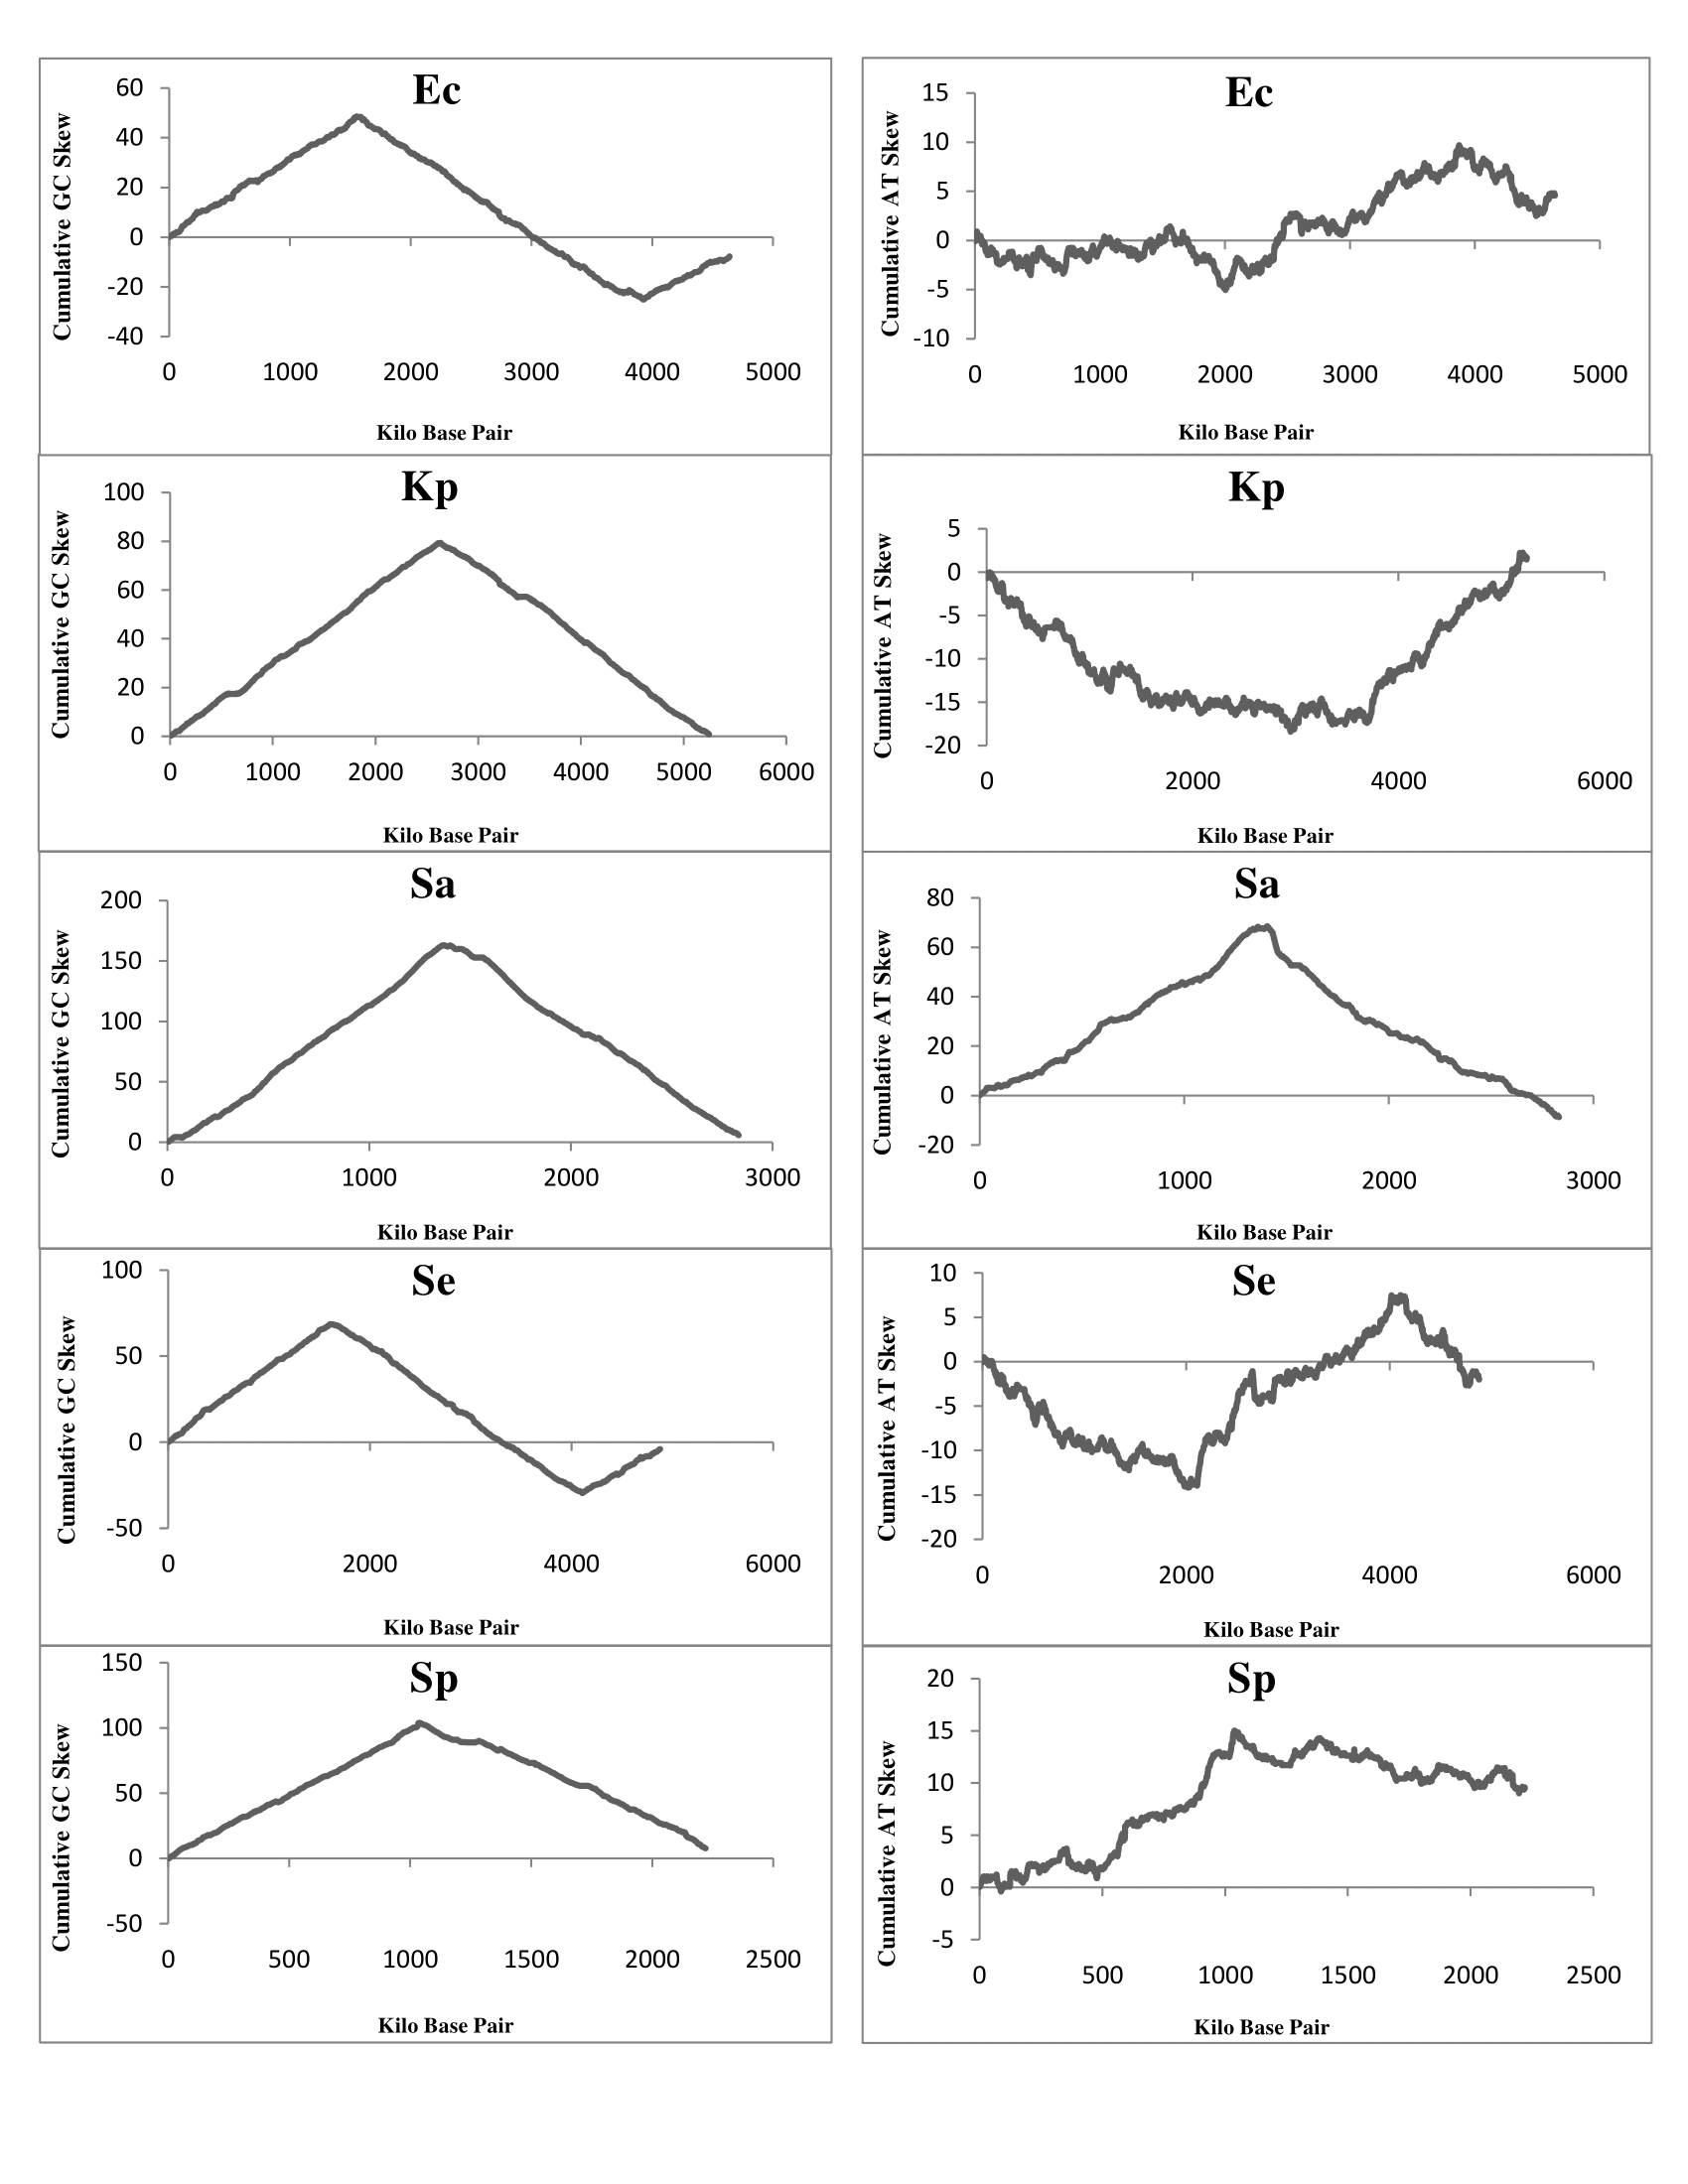 Ec
Cumulative GC Skew
60
40
20
0
-20
-40
0 1000 2000 3000 4000 5000
Kilo Base Pair
Ec
Cumulative AT Skew
15
10
5
0
-5
-10
0 1000 2000 3000 4000 5000
Kilo Base Pair
Kp
Cumulative GC Skew
100
80
60
40
20
0
0 1000 2000 3000 4000 5000 6000
Kilo Base Pair
Kp
Cumulative AT Skew
5
0
-5
-10
-15
-20
0 2000 4000 6000
Kilo Base Pair
Sa
Cumulative GC Skew
200
150
100
50
0
0 1000 2000 3000
Kilo Base Pair
Sa
Cumulative AT Skew
80
60
40
20
0
-20
0 1000 2000 3000
Kilo Base Pair
Se
Cumulative GC Skew
100
50
0
-50
0 2000 4000 6000
Kilo Base Pair
Se
Cumulative AT Skew
10
5
0
-5
-10
-15
-20
0 2000 4000 6000
Kilo Base Pair
Sp
Cumulative GC Skew
150
100
50
0
-50
0 500 1000 1500 2000 2500
Kilo Base Pair
Sp
Cumulative AT Skew
20
15
10
5
0
-5
0 500 1000 1500 2000 2500
Kilo Base Pair